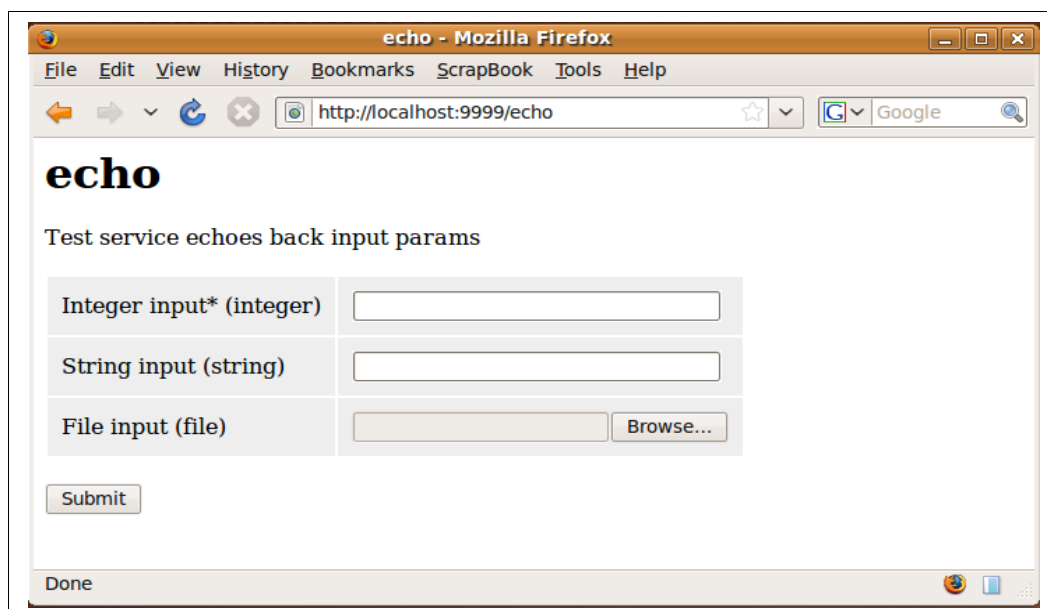 echo - Mozilla Firefox
File Edit View History Bookmarks ScrapBook Tools Help
http://localhost:9999/echo G Google
echo
Test service echoes back input params
Integer input* (integer)
String input (string)
File input (file) Browse...
Submit
Done